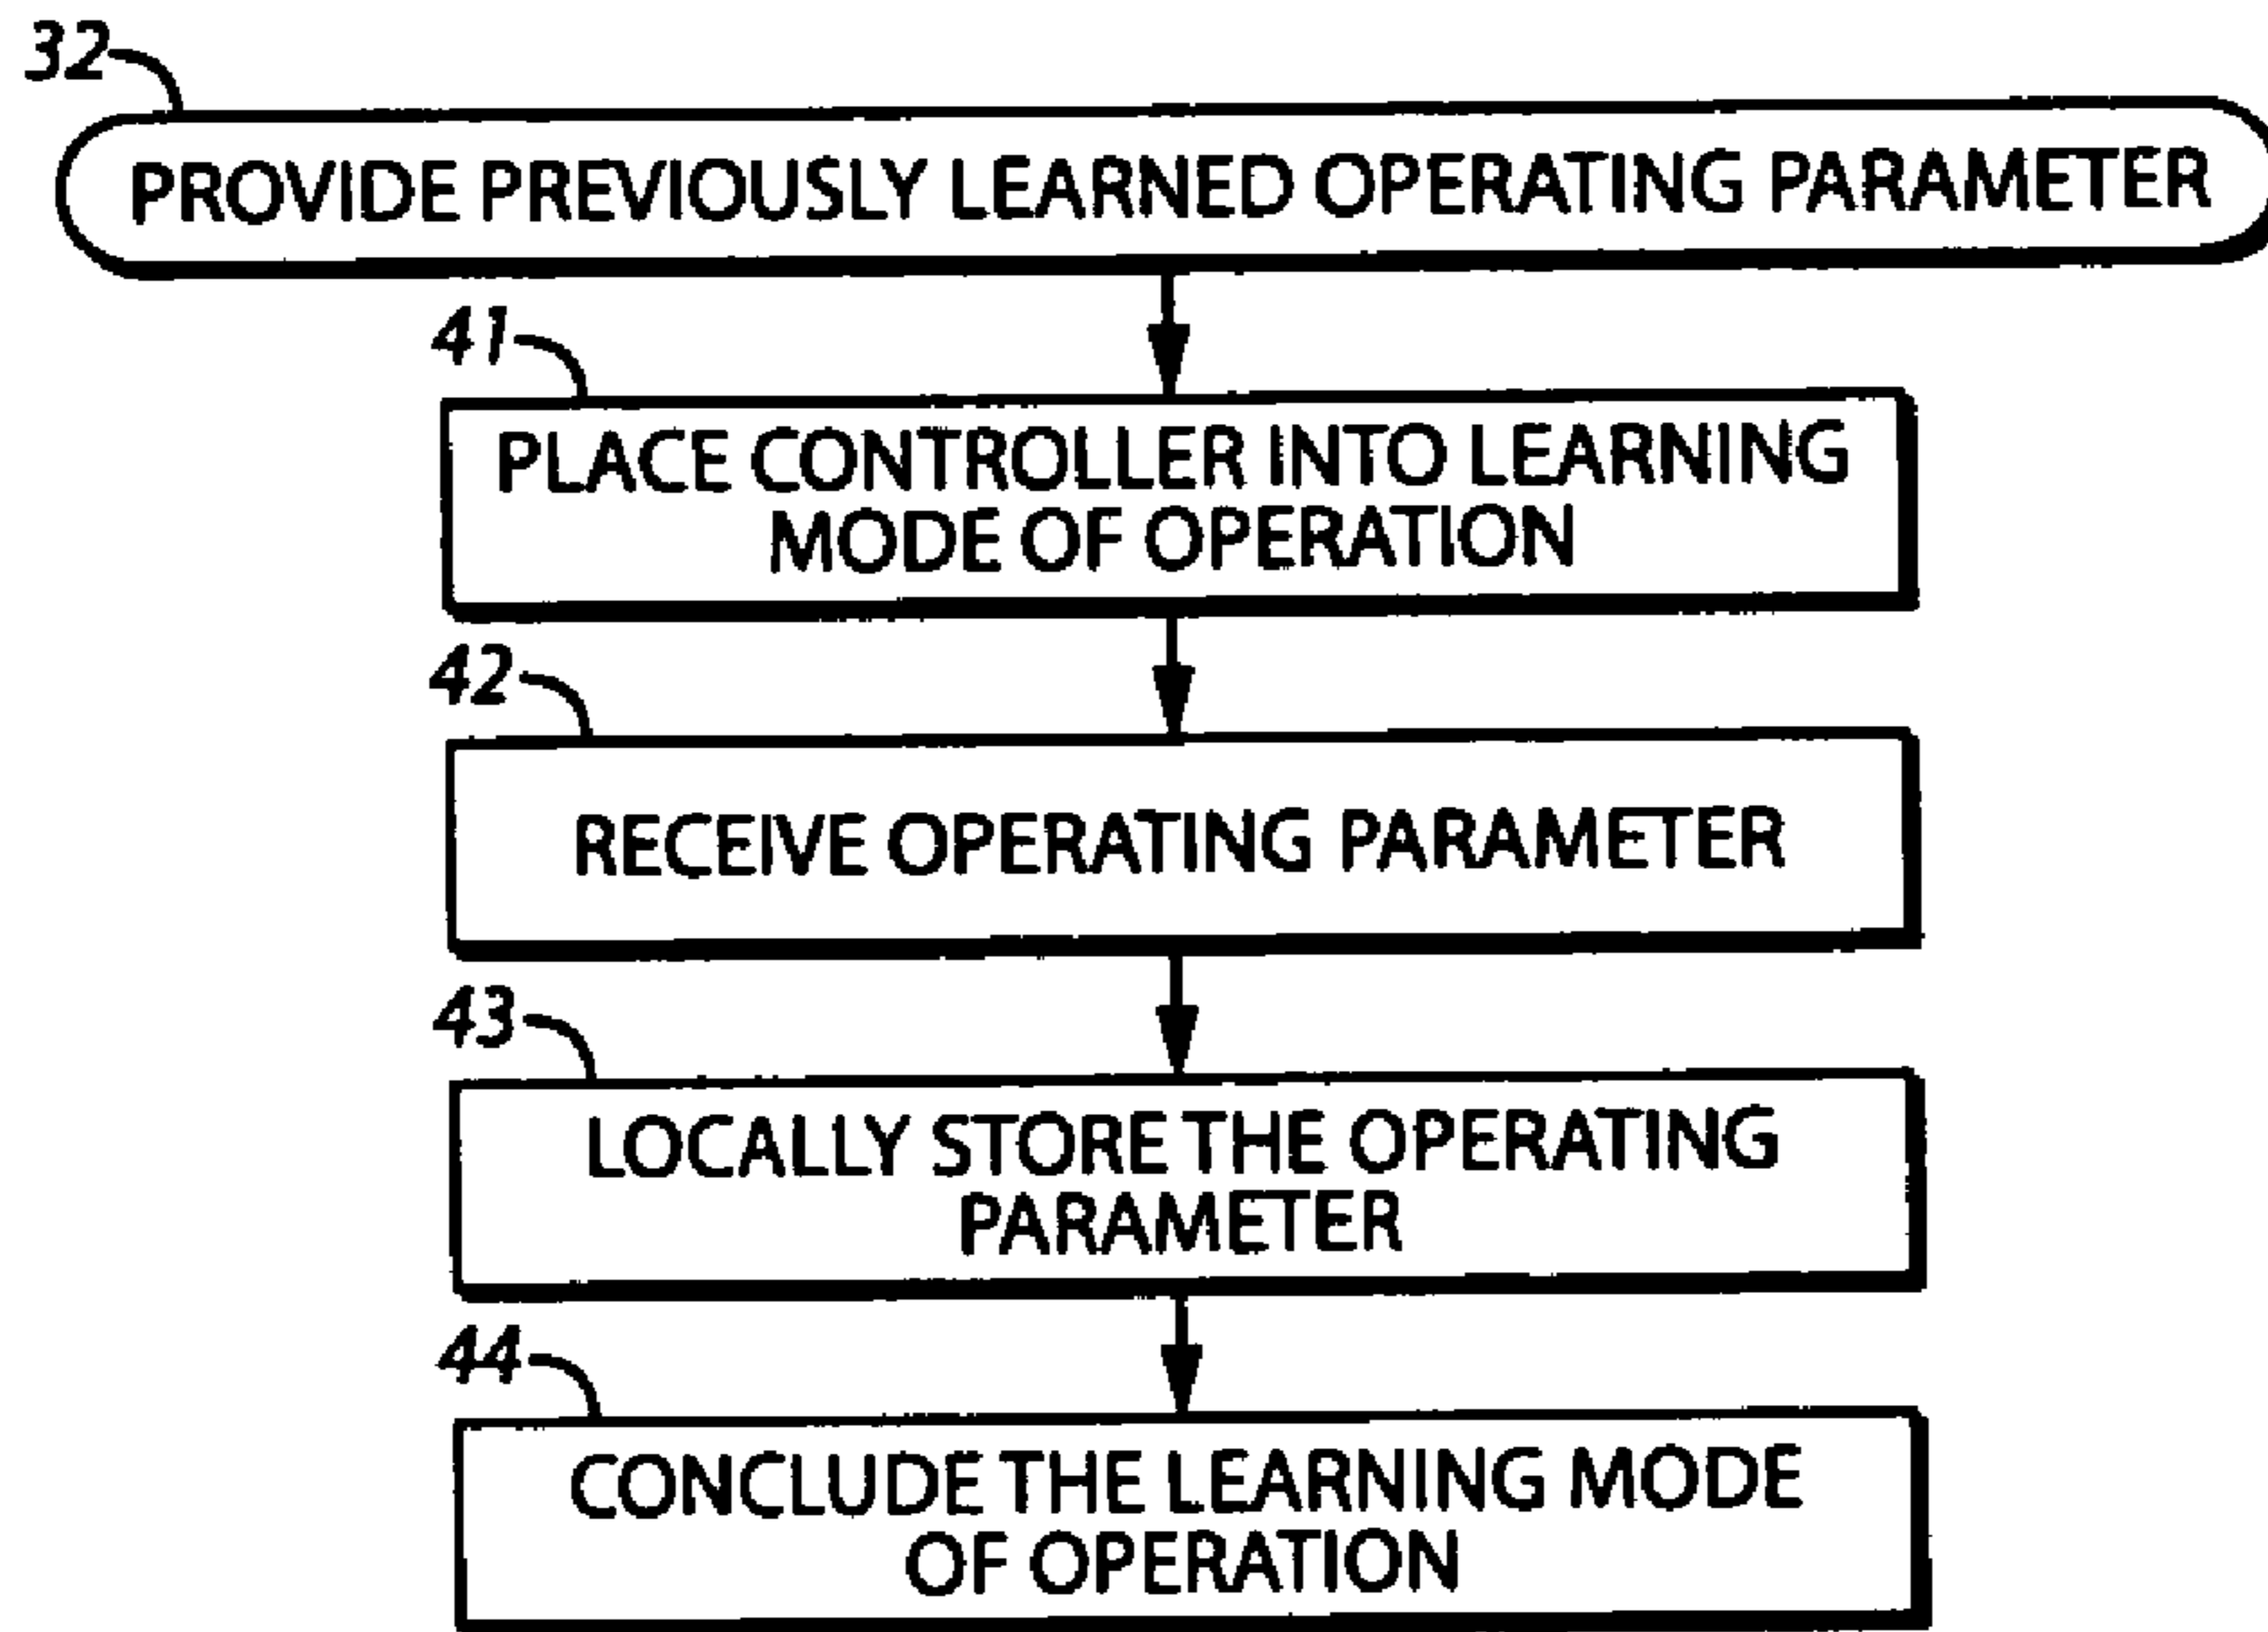 32
PROVIDE PREVIOUSLY LEARNED OPERATING PARAMETER
41
PLACE CONTROLLER INTO LEARNING
MODE OF OPERATION
42
RECEIVE OPERATING PARAMETER
43
LOCALLY STORE THE OPERATING
PARAMETER
44
CONCLUDE THE LEARNING MODE
OF OPERATION